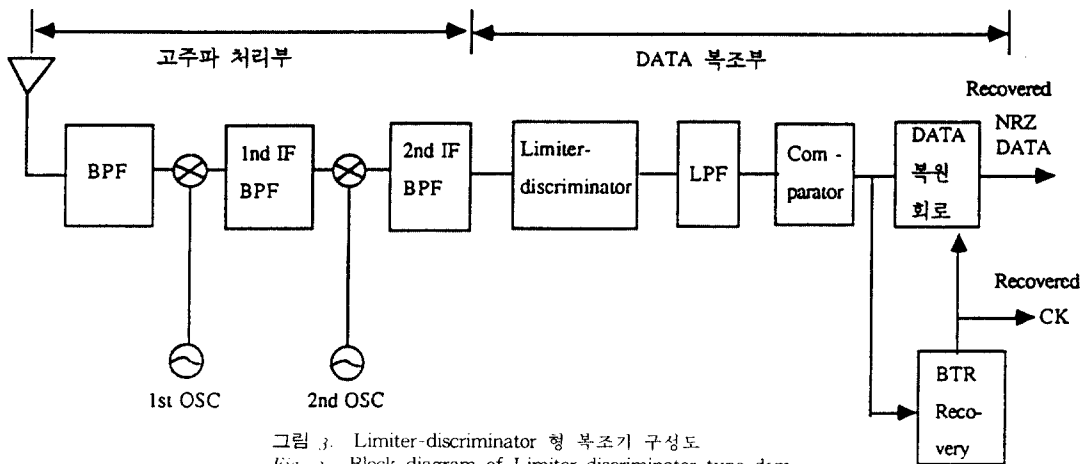 고주파 처리부
DATA 복조부
BPF
1nd IF
BPF
2nd IF
BPF
Limiter-
discriminator
LPF
Com -
parator
DATA
복원
회로
Recovered
NRZ
DATA
Recovered
CK
BTR
Reco-
very
1st OSC
2nd OSC
그림 3. Limiter-discriminator 형 복조기 구성도
Block diagram of Limiter discriminator type dem